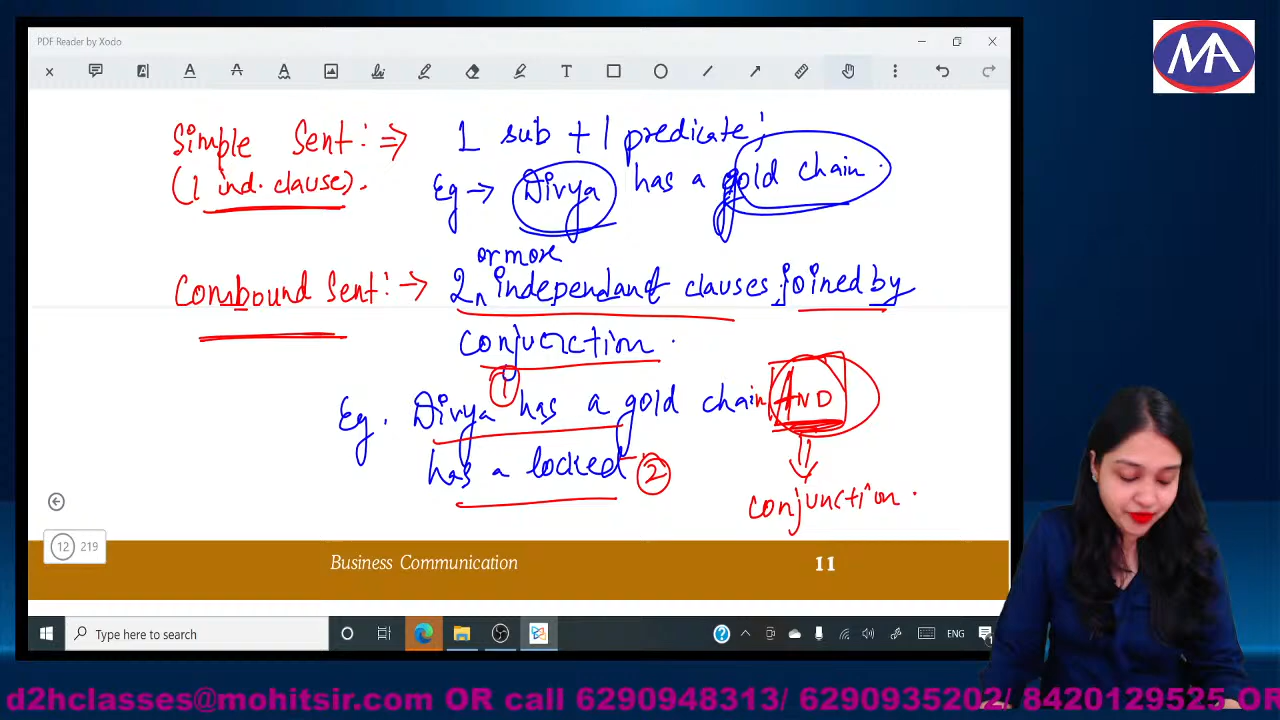 PDF Reader by Xodo
MA
Simple Sent: ⇒ 1 sub + 1 predicate;
(1 ind. clause).
Eg → Divya has a gold chain.
or more
Compound Sent: → 2 independant clauses joined by
conjunction.
1
Eg. Divya has a gold chain AND
has a locked 2
conjunction.
12 219
Business Communication 11
Type here to search
ENG
d2hclasses@mohitsir.com OR call 6290948313/ 6290935202/ 8420129525 OR